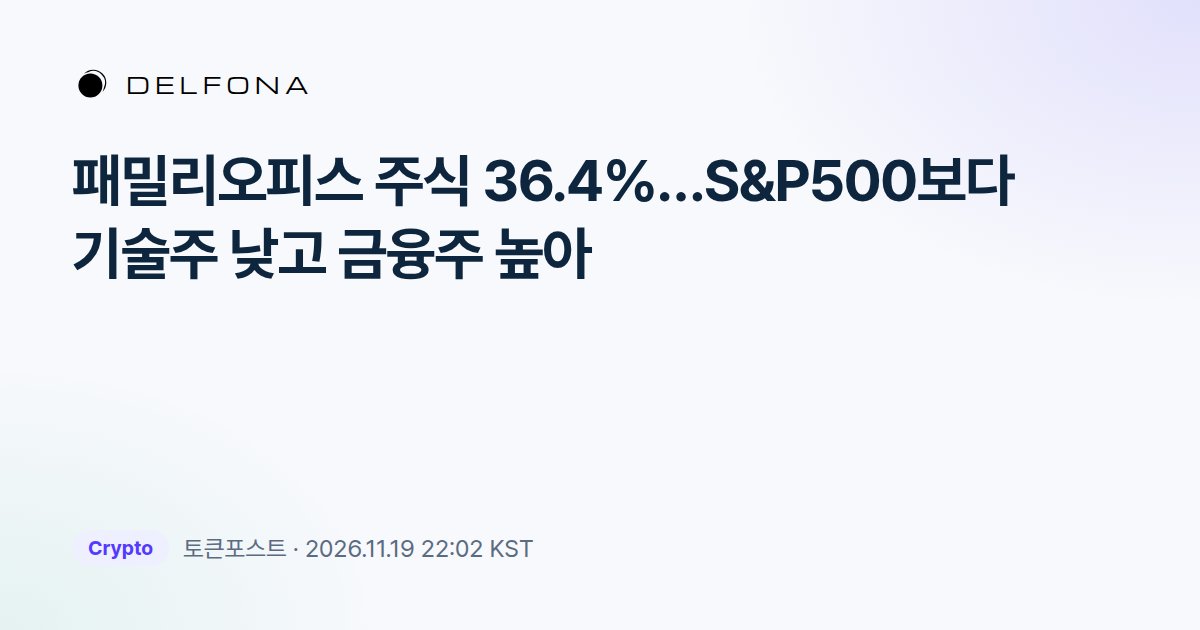 DELFONA
패밀리오피스 주식 36.4%...S&P500보다
기술주 낮고 금융주 높아
Crypto 토큰포스트 · 2026.11.19 22:02 KST